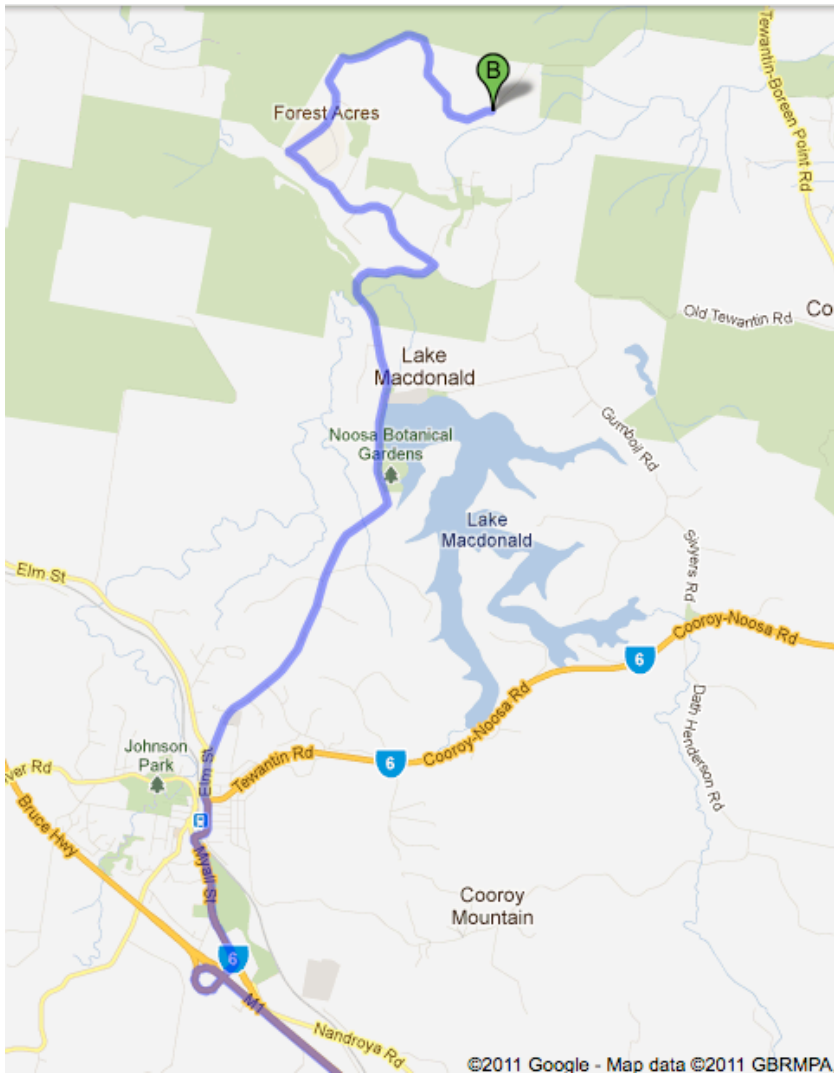 B
Tewantin-Boreen Point Rd
Forest Acres
Old Tewantin Rd
Co
Lake
Macdonald
Gumboil Rd
Noosa Botanical
Gardens
Lake
Macdonald
Sivyers Rd
Elm St
Cooroy-Noosa Rd
6
Dath Henderson Rd
Cooroy-Noosa Rd
Johnson
Park
Elm St
Tewantin Rd
6
ver Rd
Bruce Hwy
Myall St
Cooroy
Mountain
6
M1
Nandroya Rd
©2011 Google - Map data ©2011 GBRMPA